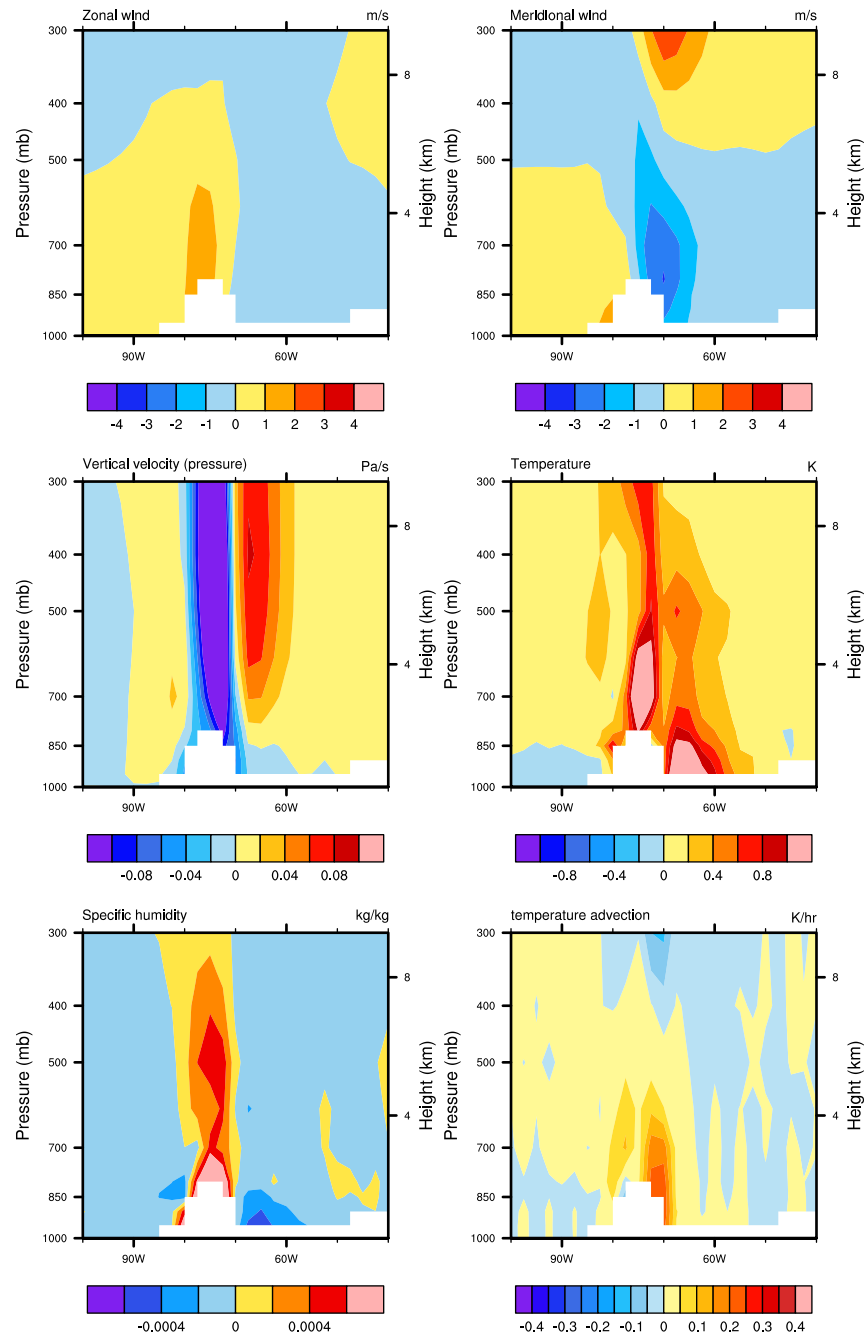 Zonal wind m/s
300
400
500
700
850
1000
Pressure (mb)
8
4
Height (km)
90W 60W
-4 -3 -2 -1 0 1 2 3 4
Meridional wind m/s
300
400
500
700
850
1000
Pressure (mb)
8
4
Height (km)
90W 60W
-4 -3 -2 -1 0 1 2 3 4
Vertical velocity (pressure) Pa/s
300
400
500
700
850
1000
Pressure (mb)
8
4
Height (km)
90W 60W
-0.08 -0.04 0 0.04 0.08
Temperature K
300
400
500
700
850
1000
Pressure (mb)
8
4
Height (km)
90W 60W
-0.8 -0.4 0 0.4 0.8
Specific humidity kg/kg
300
400
500
700
850
1000
Pressure (mb)
8
4
Height (km)
90W 60W
-0.0004 0 0.0004
temperature advection K/hr
300
400
500
700
850
1000
Pressure (mb)
8
4
Height (km)
90W 60W
-0.4 -0.3 -0.2 -0.1 0 0.1 0.2 0.3 0.4